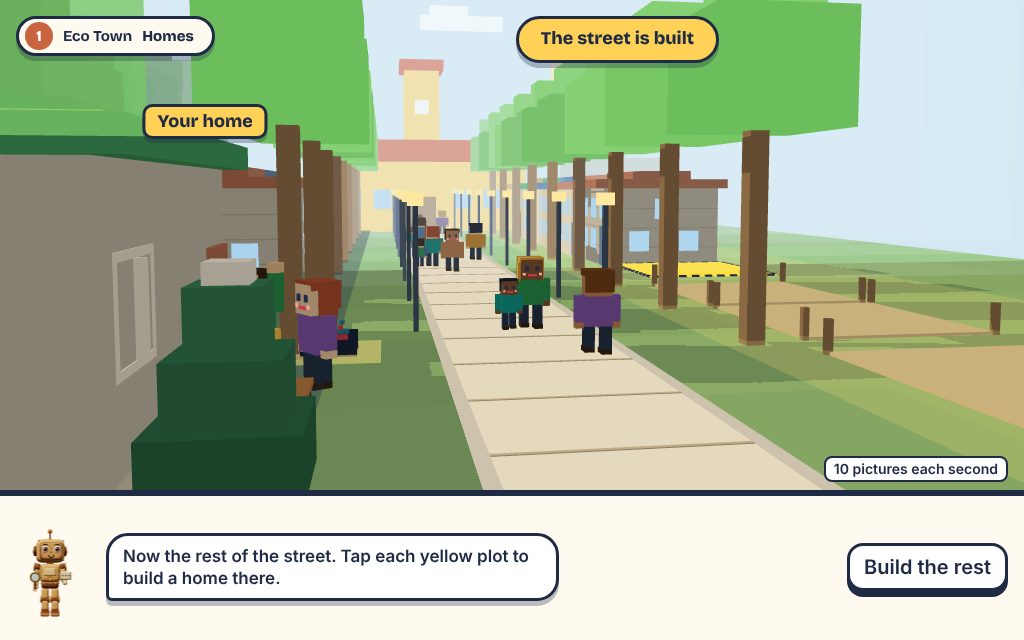 1 Eco Town Homes
The street is built
Your home
10 pictures each second
Now the rest of the street. Tap each yellow plot to
build a home there.
Build the rest